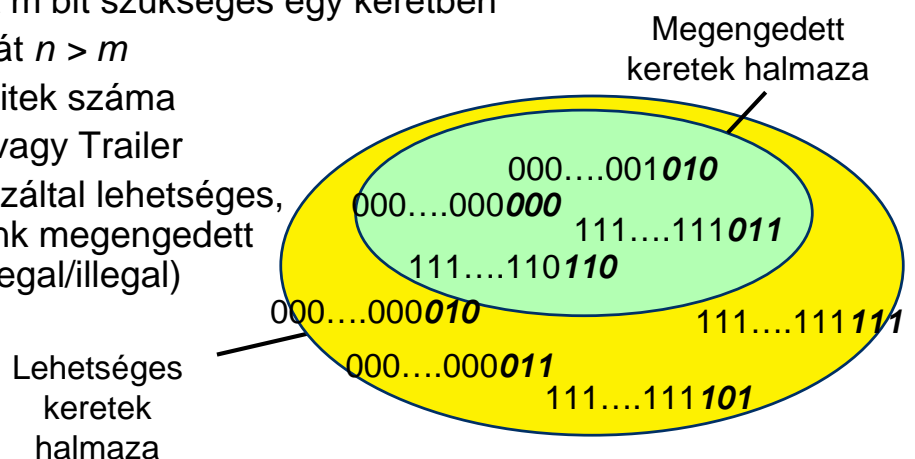 m bit szükséges egy keretben
át n > m
itek száma
vagy Trailer
záltal lehetséges,
nk megengedett
egal/illegal)
Megengedett
keretek halmaza
000….001010
000….000000
111….111011
111….110110
000….000010
111….111111
000….000011
111….111101
Lehetséges
keretek
halmaza